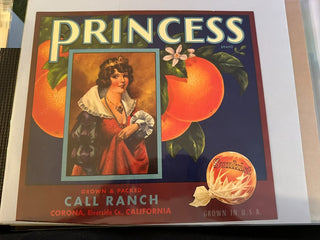 PRINCESS
BRAND
GROWN & PACKED
CALL RANCH
CORONA, Riverside Co., CALIFORNIA
GROWN IN U.S.A.